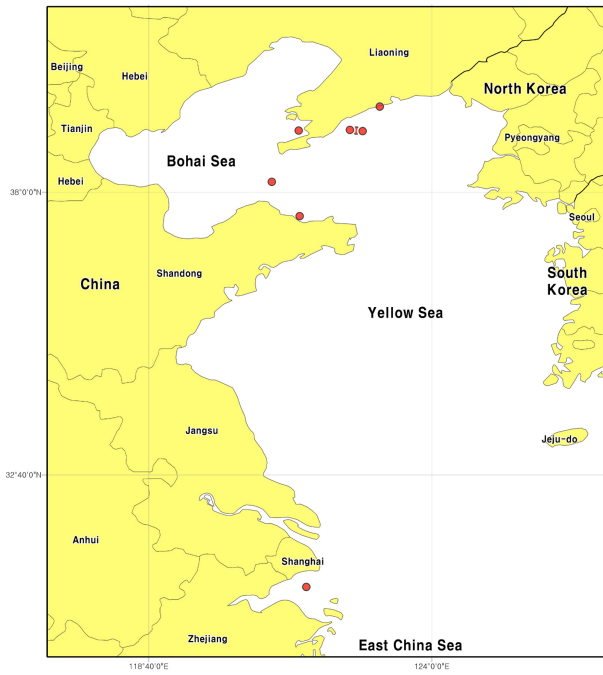 Liaoning
Beijing
Hebei
North Korea
Tianjin
Pyeongyang
Bohai Sea
Hebei
38°0'0"N
Seoul
China
Shandong
South
Korea
Yellow Sea
Jangsu
Jeju-do
32°40'0"N
Anhui
Shanghai
Zhejiang
East China Sea
118°40'0"E
124°0'0"E